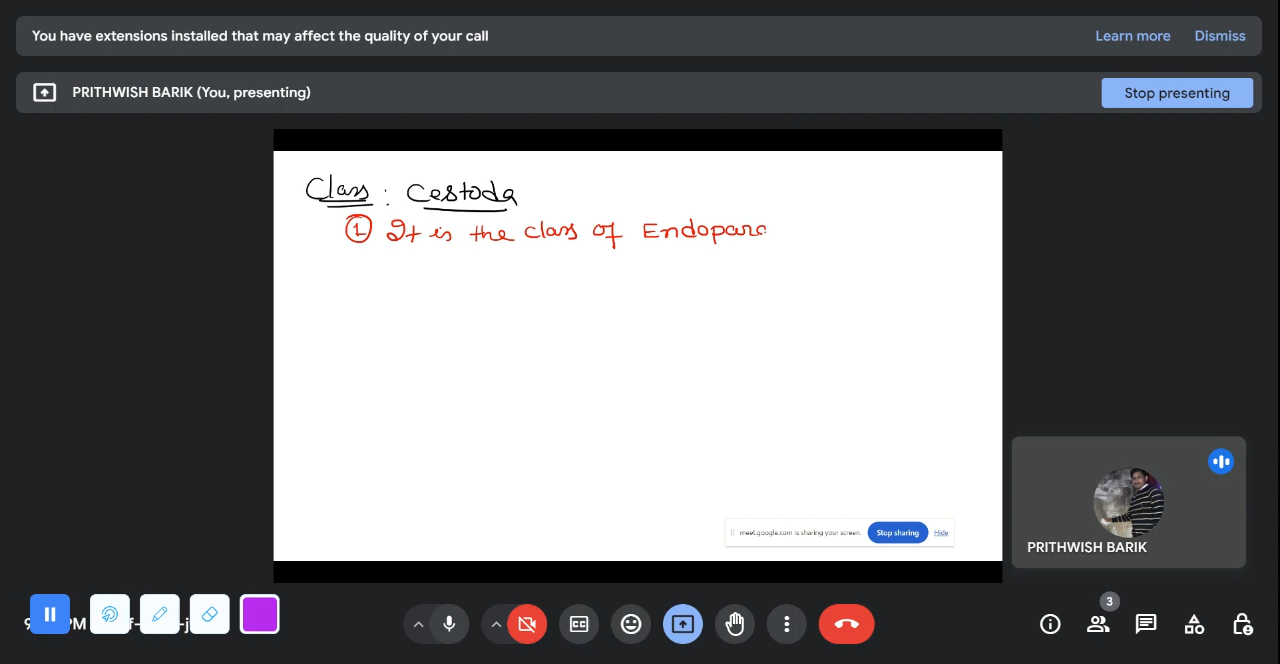 You have extensions installed that may affect the quality of your call Learn more Dismiss
PRITHWISH BARIK (You, presenting) Stop presenting
Class : Cestoda
1 It is the class of Endopara
meet.google.com is sharing your screen. Stop sharing Hide
PRITHWISH BARIK
3
CC